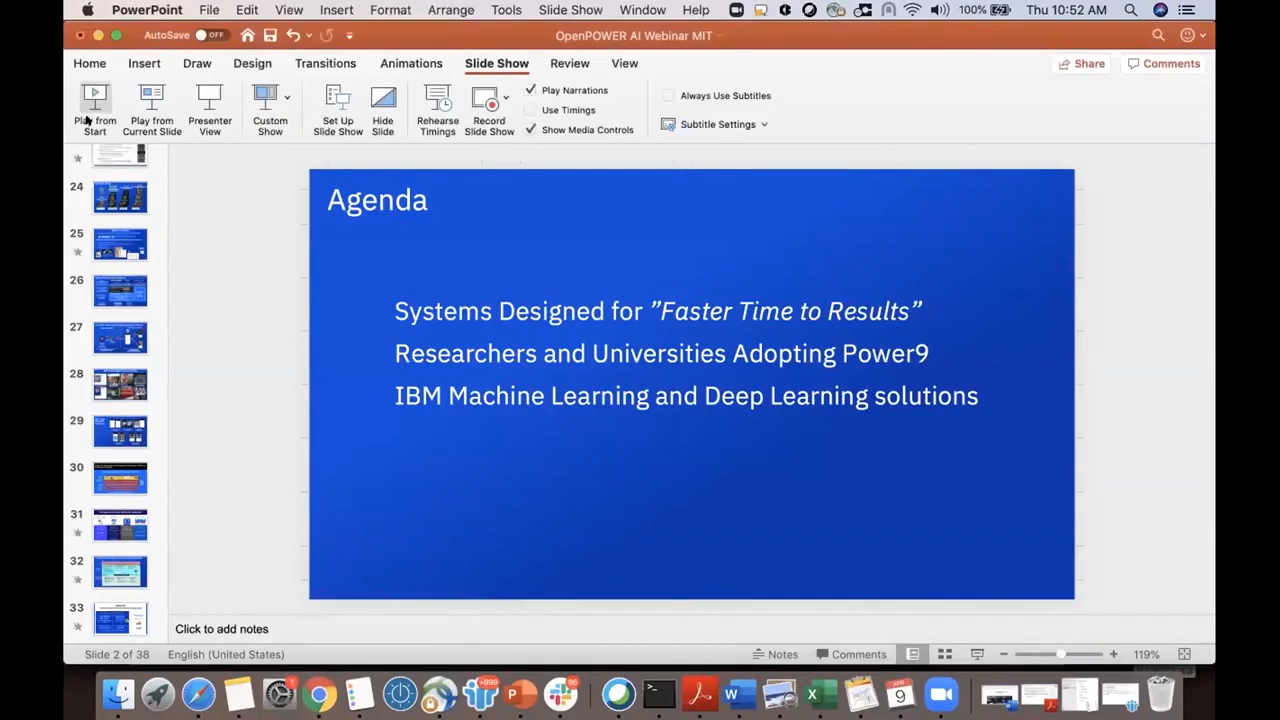 PowerPoint File Edit View Insert Format Arrange Tools Slide Show Window Help 100% Thu 10:52 AM
AutoSave OFF OpenPOWER AI Webinar MIT
Home Insert Draw Design Transitions Animations Slide Show Review View Share Comments
Play from Start
Play from Current Slide
Presenter View
Custom Show
Set Up Slide Show
Hide Slide
Rehearse Timings
Record Slide Show
Play Narrations
Use Timings
Show Media Controls
Always Use Subtitles
Subtitle Settings
24
25
26
27
28
29
30
31
32
33
Agenda
Systems Designed for ”Faster Time to Results”
Researchers and Universities Adopting Power9
IBM Machine Learning and Deep Learning solutions
Click to add notes
Slide 2 of 38 English (United States) Notes Comments 119%
1 >999 96 APR 9